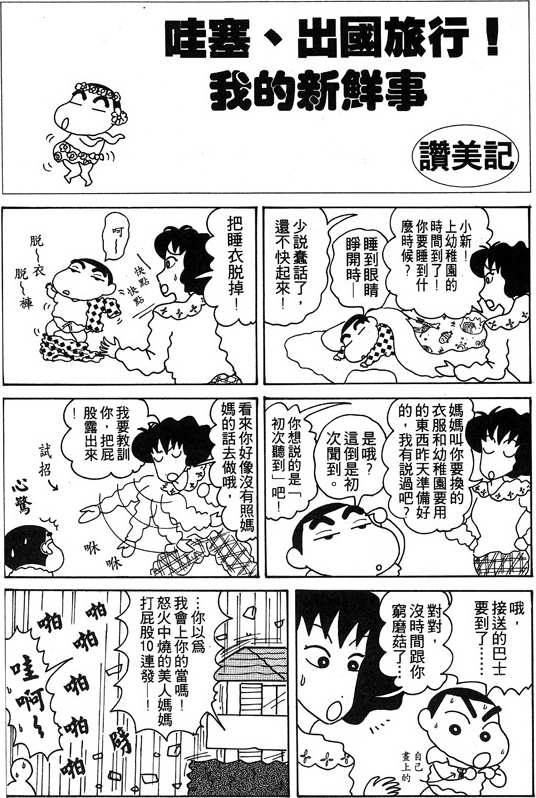 哇塞、出國旅行！
我的新鮮事
讚美記
小新！
上幼稚園的
時間到了！
你要睡到什
麼時候？
睡到眼睛
睜開時—
少說蠢話了，
還不快起來！
把睡衣脫掉！
呵～
快點
快點
脫～衣
脫～褲
媽媽叫你要換的
衣服和幼稚園要用
的東西昨天準備好
的，我有說過吧？
是哦？
這倒是初
次聞到。
你想說的是「
初次聽到」吧！
看來你好像沒有照媽
媽的話去做哦，
我要教訓
你，把屁
股露出來
！
試招
咻
咻
心驚
哦，
接送的巴士
要到了……
自己
畫上的
對對，
沒時間跟你
窮磨菇了…
…你以為
我會上你的當嗎！
怒火中燒的美人媽媽
打屁股10連發！！
劈
啪
啪
啪
啪
啪
啪
啪
哇啊～